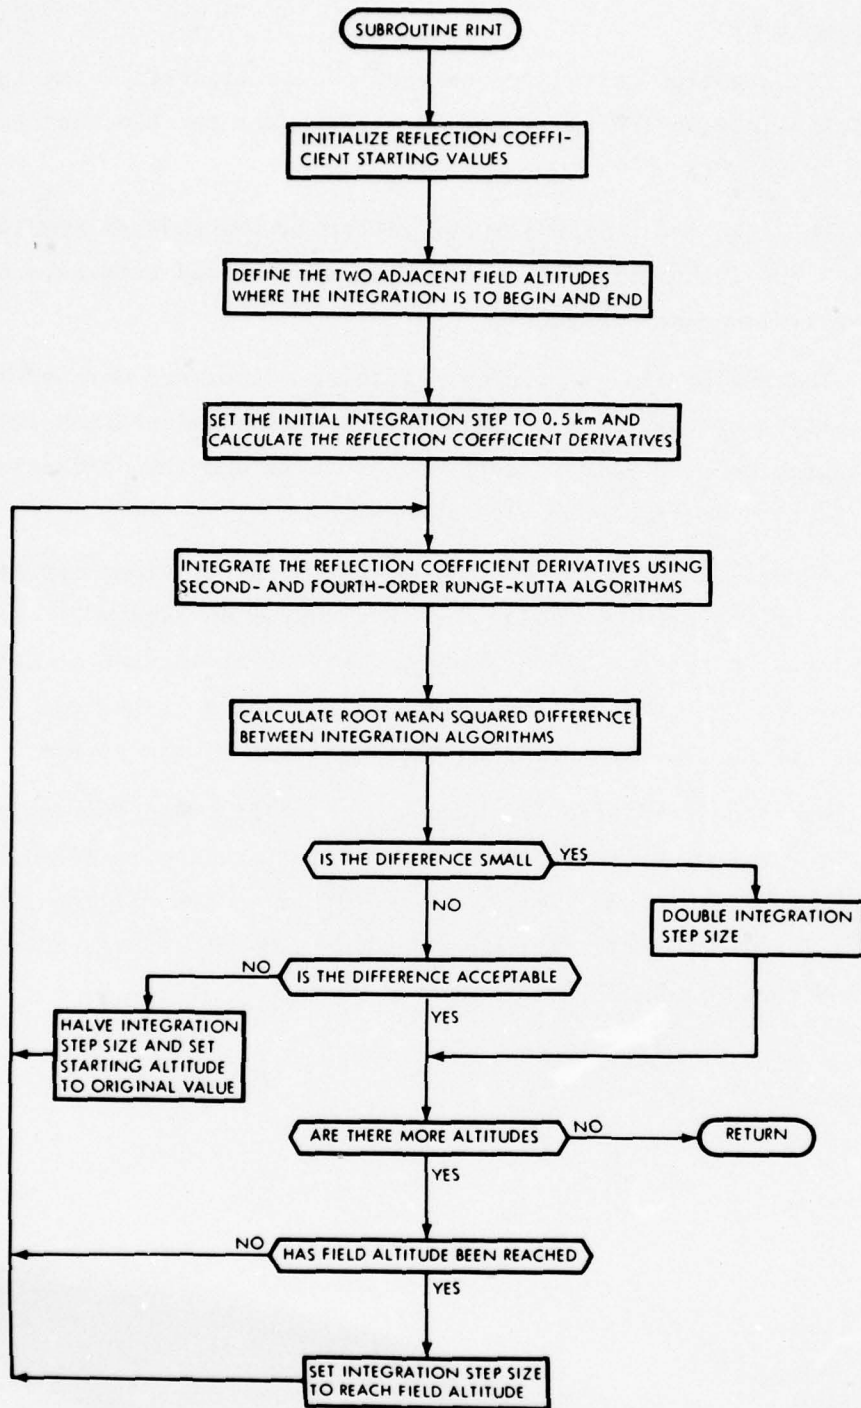 SUBROUTINE RINT
INITIALIZE REFLECTION COEFFI-
CIENT STARTING VALUES
DEFINE THE TWO ADJACENT FIELD ALTITUDES
WHERE THE INTEGRATION IS TO BEGIN AND END
SET THE INITIAL INTEGRATION STEP TO 0.5 km AND
CALCULATE THE REFLECTION COEFFICIENT DERIVATIVES
INTEGRATE THE REFLECTION COEFFICIENT DERIVATIVES USING
SECOND- AND FOURTH-ORDER RUNGE-KUTTA ALGORITHMS
CALCULATE ROOT MEAN SQUARED DIFFERENCE
BETWEEN INTEGRATION ALGORITHMS
IS THE DIFFERENCE SMALL
YES
NO
DOUBLE INTEGRATION
STEP SIZE
NO
IS THE DIFFERENCE ACCEPTABLE
YES
HALVE INTEGRATION
STEP SIZE AND SET
STARTING ALTITUDE
TO ORIGINAL VALUE
ARE THERE MORE ALTITUDES
NO
RETURN
YES
NO
HAS FIELD ALTITUDE BEEN REACHED
YES
SET INTEGRATION STEP SIZE
TO REACH FIELD ALTITUDE